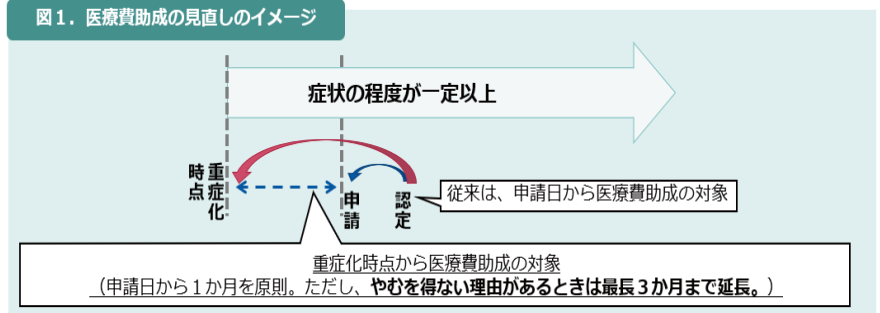 図１．医療費助成の見直しのイメージ
症状の程度が一定以上
重症化
時点
申請
認定
従来は、申請日から医療費助成の対象
重症化時点から医療費助成の対象
（申請日から１か月を原則。ただし、やむを得ない理由があるときは最長３か月まで延長。）